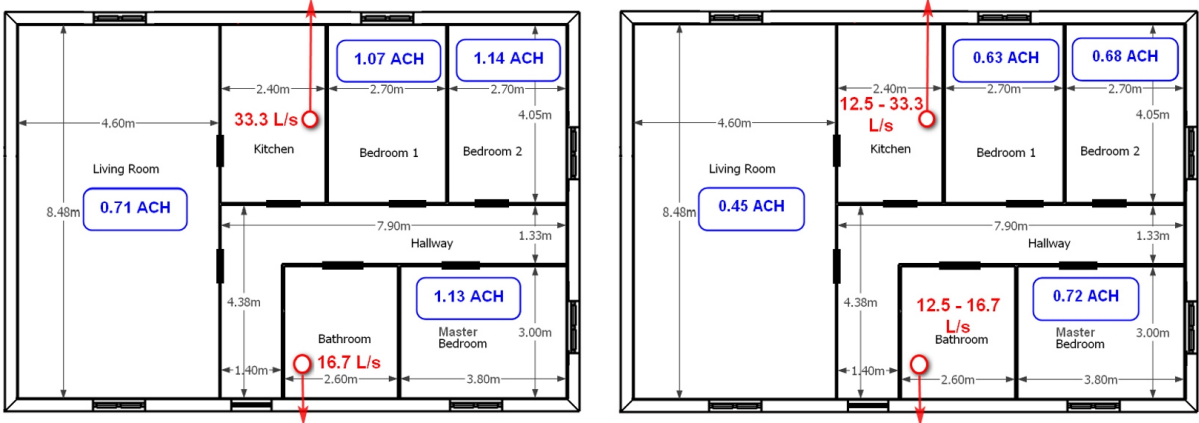 1.07 ACH
1.14 ACH
2.40m
2.70m
2.70m
4.60m
33.3 L/s
4.05m
Kitchen
Bedroom 1
Bedroom 2
Living Room
0.71 ACH
8.48m
7.90m
1.33m
Hallway
4.38m
1.13 ACH
Bathroom
Master
Bedroom
3.00m
16.7 L/s
1.40m
2.60m
3.80m
0.63 ACH
0.68 ACH
2.40m
2.70m
2.70m
4.60m
12.5 - 33.3
L/s
4.05m
Kitchen
Bedroom 1
Bedroom 2
Living Room
0.45 ACH
8.48m
7.90m
1.33m
Hallway
4.38m
0.72 ACH
12.5 - 16.7
L/s
Bathroom
Master
Bedroom
3.00m
1.40m
2.60m
3.80m